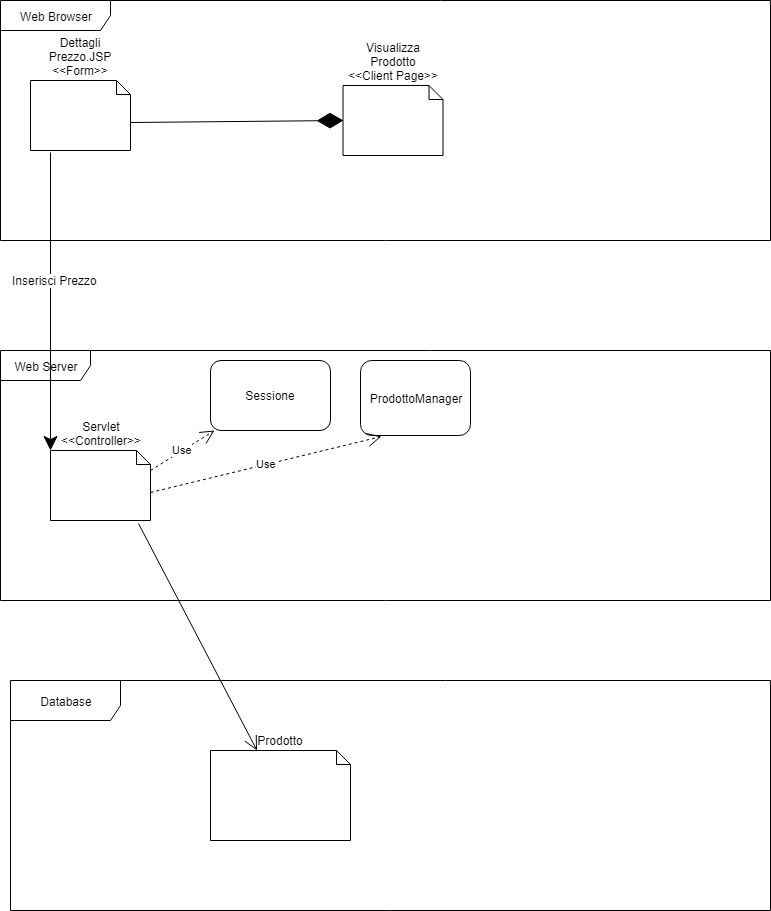 Web Browser
Dettagli
Prezzo.JSP
<<Form>>
Visualizza
Prodotto
<<Client Page>>
Inserisci Prezzo
Web Server
Sessione
ProdottoManager
Servlet
<<Controller>>
Use
Use
Database
Prodotto